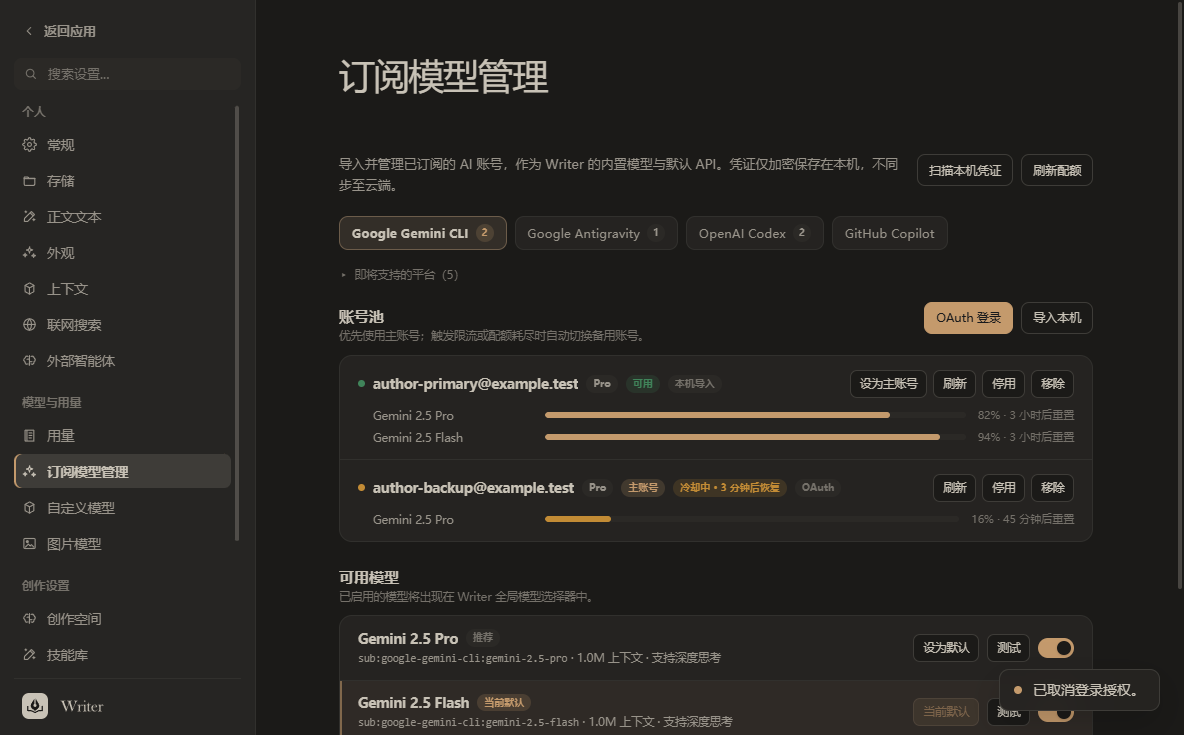 返回应用
搜索设置...
个人
常规
存储
正文文本
外观
上下文
联网搜索
外部智能体
模型与用量
用量
订阅模型管理
自定义模型
图片模型
创作设置
创作空间
技能库
Writer
订阅模型管理
导入并管理已订阅的 AI 账号，作为 Writer 的内置模型与默认 API。凭证仅加密保存在本机，不同
步至云端。
扫描本机凭证 刷新配额
Google Gemini CLI 2 Google Antigravity 1 OpenAI Codex 2 GitHub Copilot
即将支持的平台（5）
账号池
优先使用主账号；触发限流或配额耗尽时自动切换备用账号。
OAuth 登录 导入本机
author-primary@example.test Pro 可用 本机导入 设为主账号 刷新 停用 移除
Gemini 2.5 Pro 82% · 3 小时后重置
Gemini 2.5 Flash 94% · 3 小时后重置
author-backup@example.test Pro 主账号 冷却中 • 3 分钟后恢复 OAuth 刷新 停用 移除
Gemini 2.5 Pro 16% · 45 分钟后重置
可用模型
已启用的模型将出现在 Writer 全局模型选择器中。
Gemini 2.5 Pro 推荐
sub:google-gemini-cli:gemini-2.5-pro · 1.0M 上下文 · 支持深度思考
设为默认 测试
Gemini 2.5 Flash 当前默认
sub:google-gemini-cli:gemini-2.5-flash · 1.0M 上下文 · 支持深度思考
当前默认 测试
已取消登录授权。